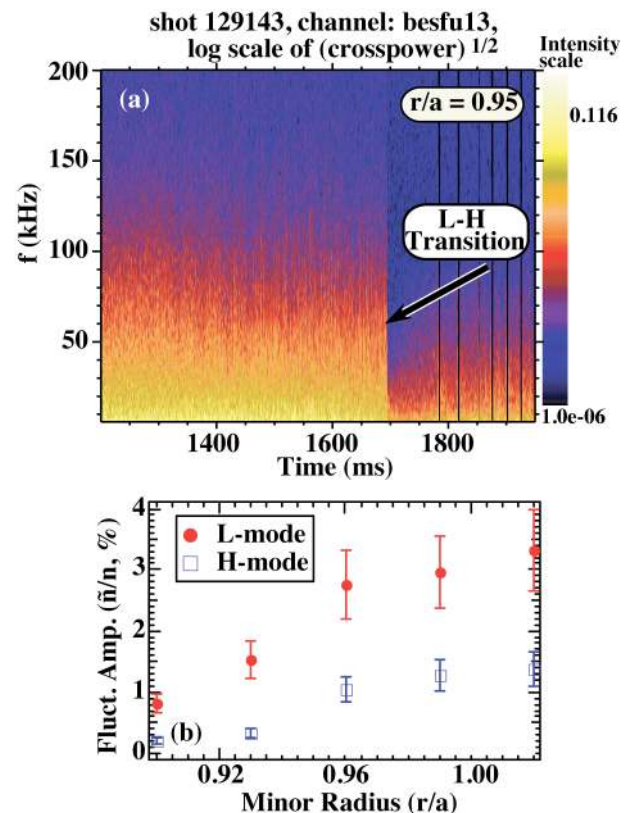 shot 129143, channel: besfu13,
log scale of (crosspower) 1/2
Intensity
scale
200
(a)
r/a = 0.95
0.116
150
L-H
Transition
100
50
f (kHz)
1.0e-06
1400
1600
1800
Time (ms)
4
L-mode
H-mode
3
2
1
0
(b)
Fluct. Amp. (ñ/n, %)
0.92
0.96
1.00
Minor Radius (r/a)